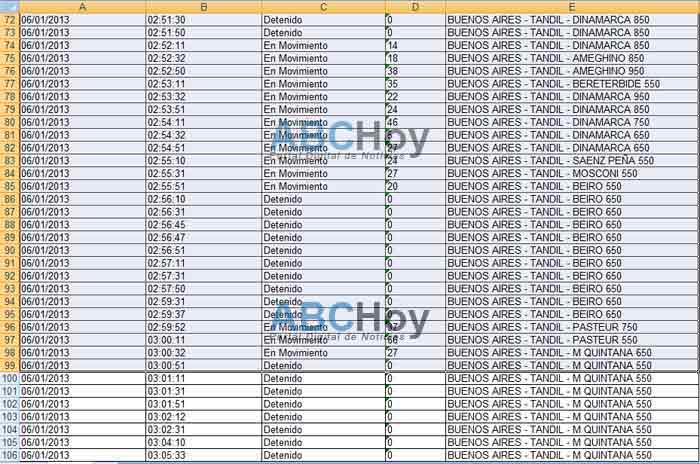 A B C D E
72 06/01/2013 02:51:30 Detenido 0 BUENOS AIRES - TANDIL - DINAMARCA 850
73 06/01/2013 02:51:50 Detenido 0 BUENOS AIRES - TANDIL - DINAMARCA 850
74 06/01/2013 02:52:11 En Movimiento 14 BUENOS AIRES - TANDIL - DINAMARCA 850
75 06/01/2013 02:52:32 En Movimiento 18 BUENOS AIRES - TANDIL - AMEGHINO 850
76 06/01/2013 02:52:50 En Movimiento 38 BUENOS AIRES - TANDIL - AMEGHINO 950
77 06/01/2013 02:53:11 En Movimiento 35 BUENOS AIRES - TANDIL - BERETERBIDE 550
78 06/01/2013 02:53:32 En Movimiento 22 BUENOS AIRES - TANDIL - DINAMARCA 950
79 06/01/2013 02:53:51 En Movimiento 24 BUENOS AIRES - TANDIL - DINAMARCA 850
80 06/01/2013 02:54:11 En Movimiento 46 BUENOS AIRES - TANDIL - DINAMARCA 750
81 06/01/2013 02:54:32 En Movimiento BUENOS AIRES - TANDIL - DINAMARCA 650
ABCHoy
82 06/01/2013 02:54:51 En Movimiento 27 BUENOS AIRES - TANDIL - DINAMARCA 650
Portal Digital de Noticias
83 06/01/2013 02:55:10 En Movimiento 24 BUENOS AIRES - TANDIL - SAENZ PEÑA 550
84 06/01/2013 02:55:31 En Movimiento 27 BUENOS AIRES - TANDIL - MOSCONI 550
85 06/01/2013 02:55:51 En Movimiento 20 BUENOS AIRES - TANDIL - BEIRO 550
86 06/01/2013 02:56:10 Detenido 0 BUENOS AIRES - TANDIL - BEIRO 550
87 06/01/2013 02:56:31 Detenido 0 BUENOS AIRES - TANDIL - BEIRO 650
88 06/01/2013 02:56:45 Detenido 0 BUENOS AIRES - TANDIL - BEIRO 650
89 06/01/2013 02:56:47 Detenido 0 BUENOS AIRES - TANDIL - BEIRO 650
90 06/01/2013 02:56:51 Detenido 0 BUENOS AIRES - TANDIL - BEIRO 650
91 06/01/2013 02:57:11 Detenido 0 BUENOS AIRES - TANDIL - BEIRO 650
92 06/01/2013 02:57:31 Detenido 0 BUENOS AIRES - TANDIL - BEIRO 650
93 06/01/2013 02:57:50 Detenido 0 BUENOS AIRES - TANDIL - BEIRO 650
94 06/01/2013 02:59:31 Detenido 0 BUENOS AIRES - TANDIL - BEIRO 650
95 06/01/2013 02:59:37 Detenido 0 BUENOS AIRES - TANDIL - BEIRO 650
ABCHoy
96 06/01/2013 02:59:52 En Movimiento BUENOS AIRES - TANDIL - PASTEUR 750
97 06/01/2013 03:00:11 En Movimiento 66 BUENOS AIRES - TANDIL - PASTEUR 550
Portal Digital de Noticias
98 06/01/2013 03:00:32 En Movimiento 27 BUENOS AIRES - TANDIL - M QUINTANA 650
99 06/01/2013 03:00:51 Detenido 0 BUENOS AIRES - TANDIL - M QUINTANA 550
100 06/01/2013 03:01:11 Detenido 0 BUENOS AIRES - TANDIL - M QUINTANA 550
101 06/01/2013 03:01:31 Detenido 0 BUENOS AIRES - TANDIL - M QUINTANA 550
102 06/01/2013 03:01:51 Detenido 0 BUENOS AIRES - TANDIL - M QUINTANA 550
103 06/01/2013 03:02:12 Detenido 0 BUENOS AIRES - TANDIL - M QUINTANA 550
104 06/01/2013 03:02:31 Detenido 0 BUENOS AIRES - TANDIL - M QUINTANA 550
105 06/01/2013 03:04:10 Detenido 0 BUENOS AIRES - TANDIL - M QUINTANA 550
106 06/01/2013 03:05:33 Detenido 0 BUENOS AIRES - TANDIL - M QUINTANA 550